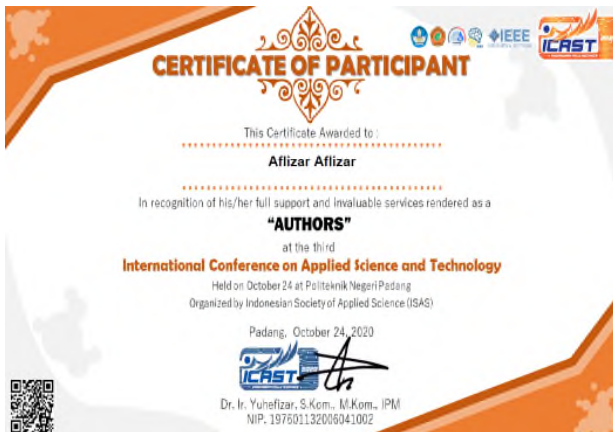 IEEE
ICAST
CERTIFICATE OF PARTICIPANT
This Certificate Awarded to :
Aflizar Aflizar
In recognition of his/her full support and invaluable services rendered as a
“AUTHORS”
at the third
International Conference on Applied Science and Technology
Held on October 24 at Politeknik Negeri Padang
Organized by Indonesian Society of Applied Science (ISAS)
Padang, October 24, 2020
ICAST
Dr. Ir. Yuhefizar, S.Kom., M.Kom., IPM
NIP. 197601132006041002